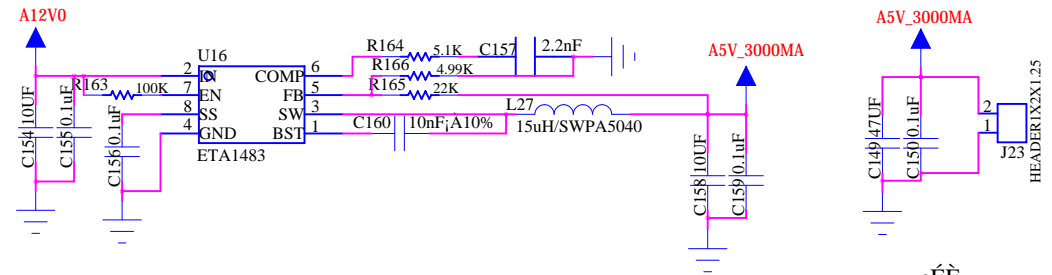 A12V0
U16
2 IN
7 EN
8 SS
4 GND
COMP 6
FB 5
SW 3
BST 1
ETA1483
R163 100K
C154 10UF
C155 0.1uF
C156 0.1uF
R164 5.1K
C157 2.2nF
R166 4.99K
R165 22K
C160 10nF¡A10%
L27
15uH/SWPA5040
A5V_3000MA
C158 10UF
C159 0.1uF
A5V_3000MA
C149 47UF
C150 0.1uF
2
1
J23
HEADER1X2X1.25